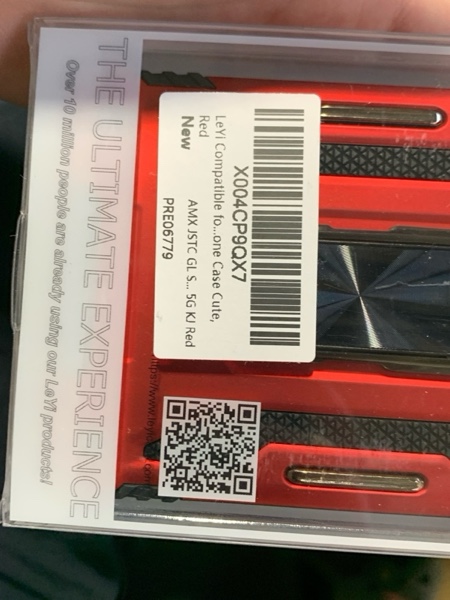 THE ULTIMATE EXPERIENCE
Over 10 million people are already using our LeYi products!
X004CP9QX7
LeYi Compatible fo...one Case Cute,
Red
New
AMX JSTC GL S... 5G KJ Red
PRE06779